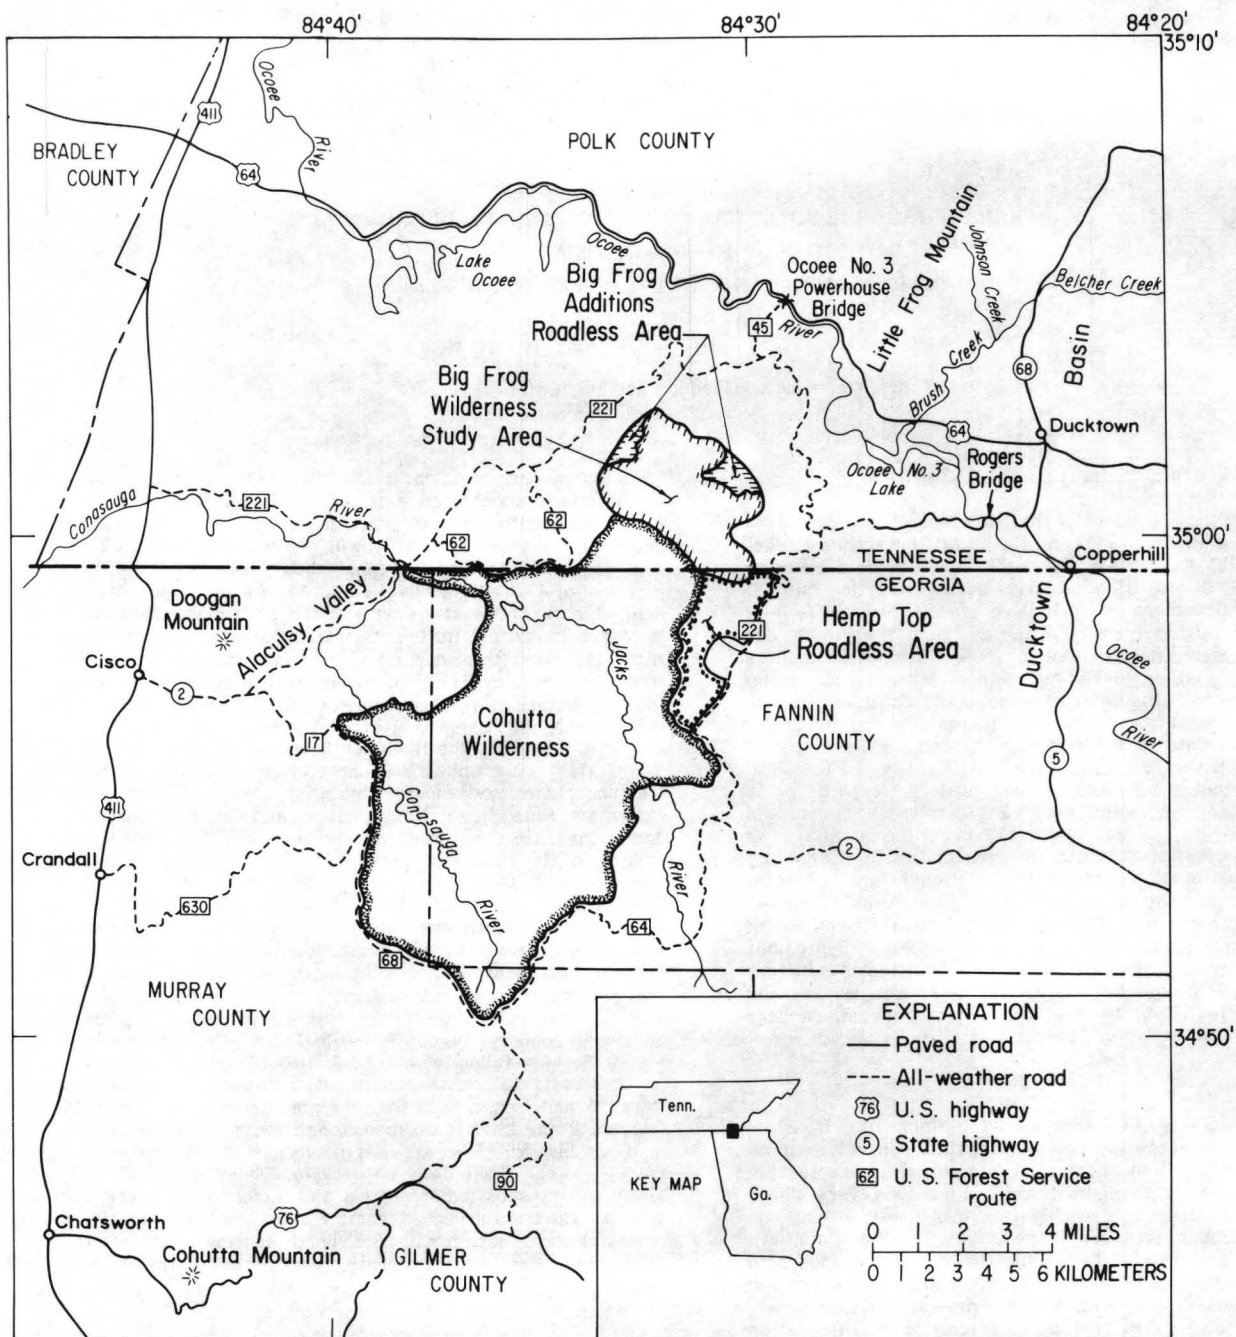 84°40'
84°30'
84°20'
35°10'
411
Ocoee
River
BRADLEY
COUNTY
64
POLK COUNTY
Ocoee
Lake
Ocoee
Big Frog
Additions
Roadless Area
Ocoee No. 3
Powerhouse
Bridge
45
River
Little Frog Mountain
Johnson Creek
Belcher Creek
Brush Creek
68
Basin
Big Frog
Wilderness
Study Area
221
64
Ducktown
Ocoee No. 3
Lake
Rogers
Bridge
Conasauga
221
River
62
62
35°00'
TENNESSEE
GEORGIA
Copperhill
Doogan
Mountain
Alaculsy Valley
Jacks
221
Hemp Top
Roadless Area
Ducktown
Ocoee
River
Cisco
2
17
Cohutta
Wilderness
FANNIN
COUNTY
5
411
Conasauga
River
2
Crandall
630
River
64
68
MURRAY
COUNTY
34°50'
90
Chatsworth
76
Cohutta Mountain
GILMER
COUNTY
EXPLANATION
Paved road
All-weather road
76 U.S. highway
5 State highway
62 U.S. Forest Service
route
Tenn.
KEY MAP
Ga.
0 1 2 3 4 MILES
0 1 2 3 4 5 6 KILOMETERS